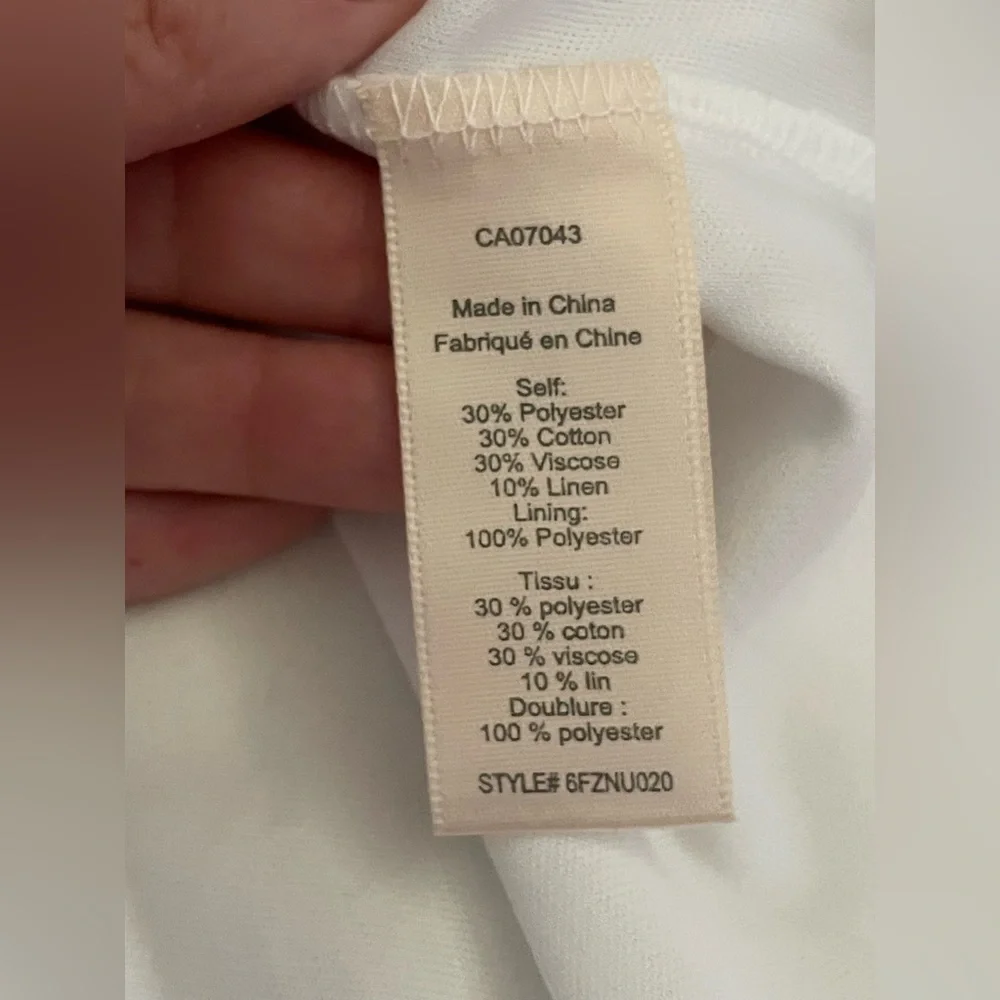 CA07043
Made in China
Fabriqué en Chine
Self:
30% Polyester
30% Cotton
30% Viscose
10% Linen
Lining:
100% Polyester
Tissu :
30 % polyester
30 % coton
30 % viscose
10 % lin
Doublure :
100 % polyester
STYLE# 6FZNU020